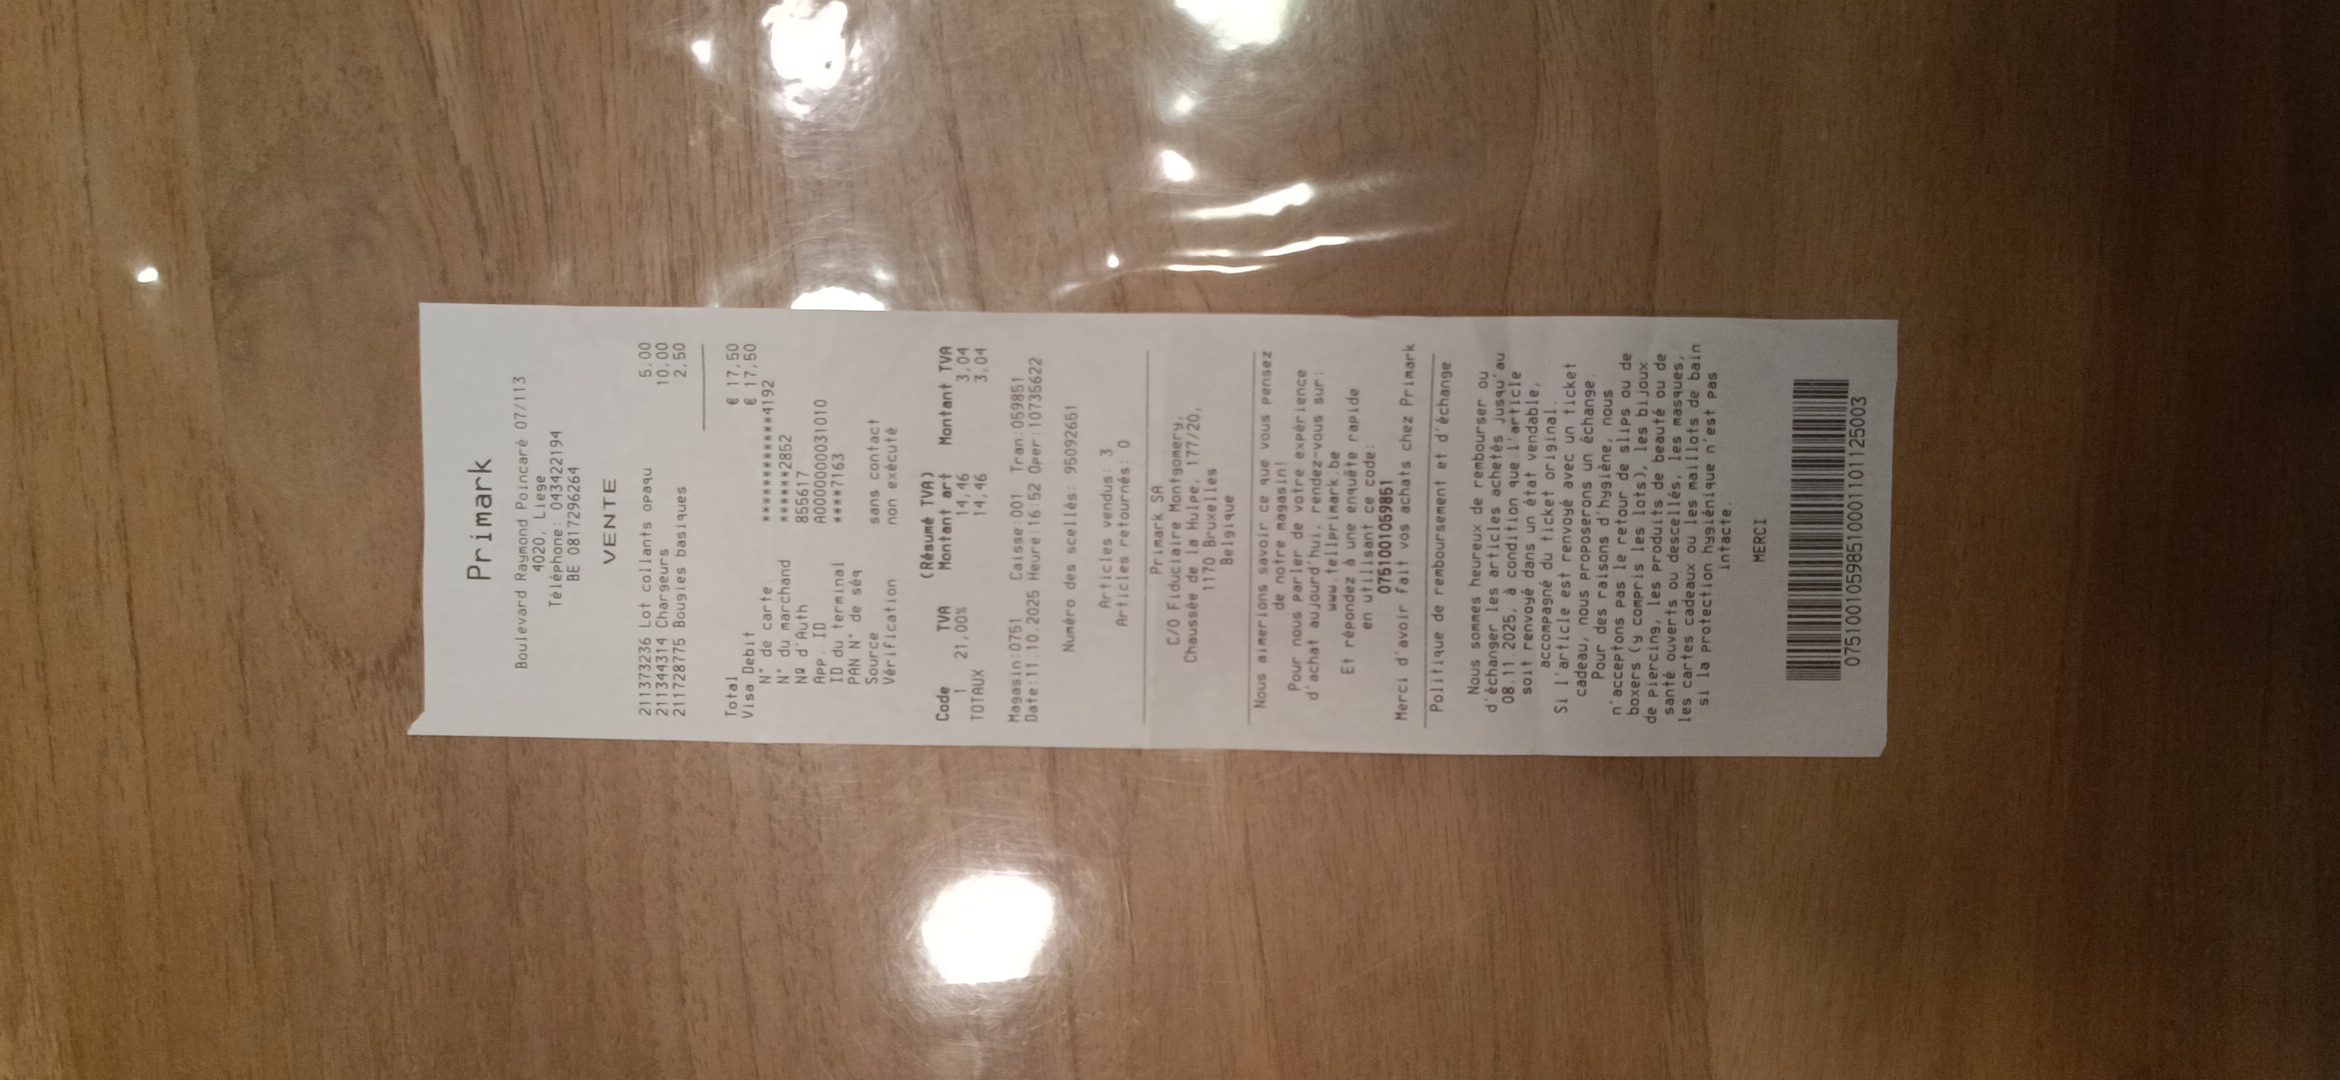 Primark
Boulevard Raymond Poincaré 07/113
4020, Liege
Téléphone: 043422194
BE 0817296264
VENTE
211373236 Lot collants opaqu 5,00
211344314 Chargeurs 10,00
211728775 Bougies basiques 2,50
Total € 17,50
Visa Debit € 17,50
N° de carte ************4192
N° du marchand ******2852
Nº d'Auth 855617
App. ID A0000000031010
ID du terminal ****7163
PAN N° de séq
Source sans contact
Vérification non exécuté
(Résumé TVA)
Code TVA Montant art Montant TVA
1 21,00% 14,46 3,04
TOTAUX 14,46 3,04
Magasin:0751 Caisse:001 Tran:059851
Date:11.10.2025 Heure:16:52 Oper:10735622
Numéro des scellés: 95092651
Articles vendus: 3
Articles retournés: 0
Primark SA
C/O Fiduciaire Montgomery,
Chaussée de la Hulpe, 177/20,
1170 Bruxelles
Belgique
Nous aimerions savoir ce que vous pensez
de notre magasin!
Pour nous parler de votre expérience
d'achat aujourd'hui, rendez-vous sur:
www.tellprimark.be
Et répondez à une enquête rapide
en utilisant ce code:
0751001059851
Merci d'avoir fait vos achats chez Primark
Politique de remboursement et d'échange
Nous sommes heureux de rembourser ou
d'échanger les articles achetés jusqu'au
08.11.2025, à condition que l'article
soit renvoyé dans un état vendable,
accompagné du ticket original.
Si l'article est renvoyé avec un ticket
cadeau, nous proposerons un échange.
Pour des raisons d'hygiène, nous
n'acceptons pas le retour de slips ou de
boxers (y compris les lots), les bijoux
de piercing, les produits de beauté ou de
santé ouverts ou descellés, les masques,
les cartes cadeaux ou les maillots de bain
si la protection hygiénique n'est pas
intacte.
MERCI
0751001059851000110101125003